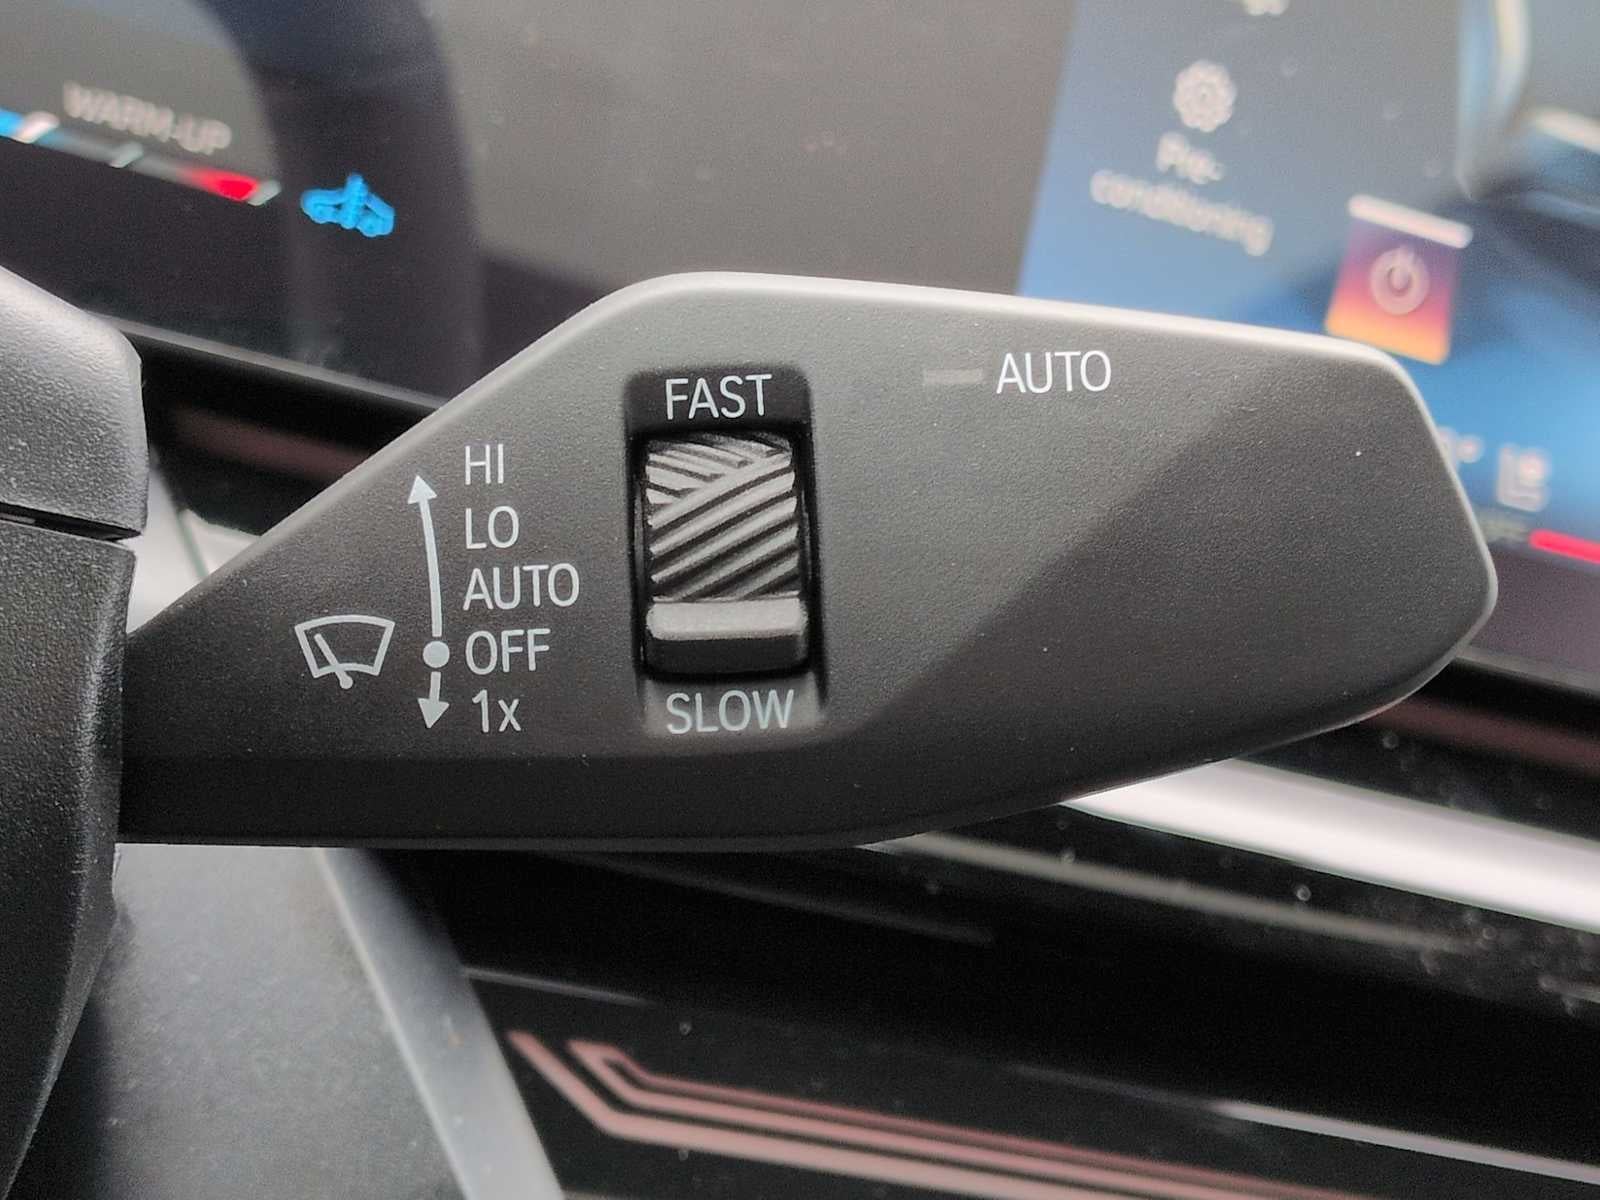 WARM-UP
Pre-
conditioning
AUTO
FAST
HI
LO
AUTO
OFF
1x
SLOW